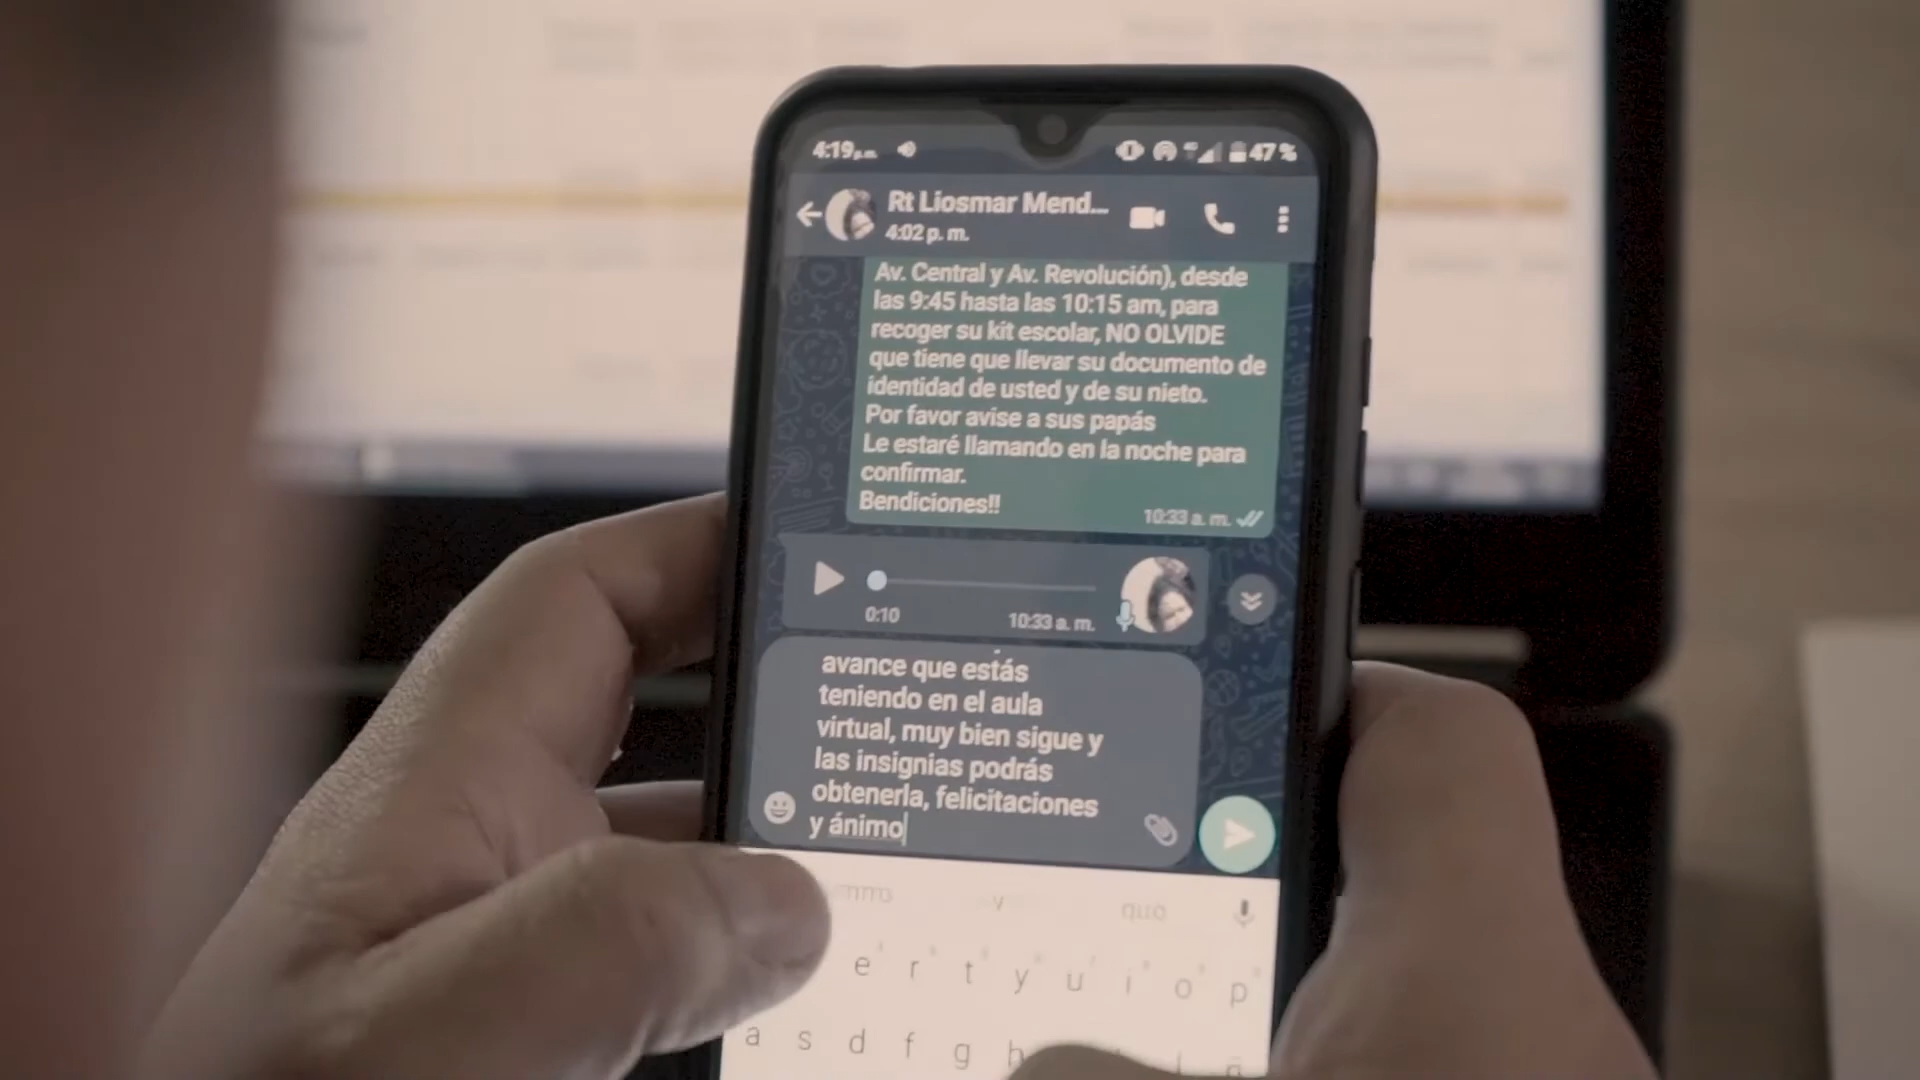 4:19 p.m.
47%
Rt Liosmar Mend...
4:02 p. m.
Av. Central y Av. Revolución), desde
las 9:45 hasta las 10:15 am, para
recoger su kit escolar, NO OLVIDE
que tiene que llevar su documento de
identidad de usted y de su nieto.
Por favor avise a sus papás
Le estaré llamando en la noche para
confirmar.
Bendiciones!!
10:33 a. m.
0:10
10:33 a. m.
avance que estás
teniendo en el aula
virtual, muy bien sigue y
las insignias podrás
obtenerla, felicitaciones
y ánimo
y
e r t y u i o p
a s d f g h